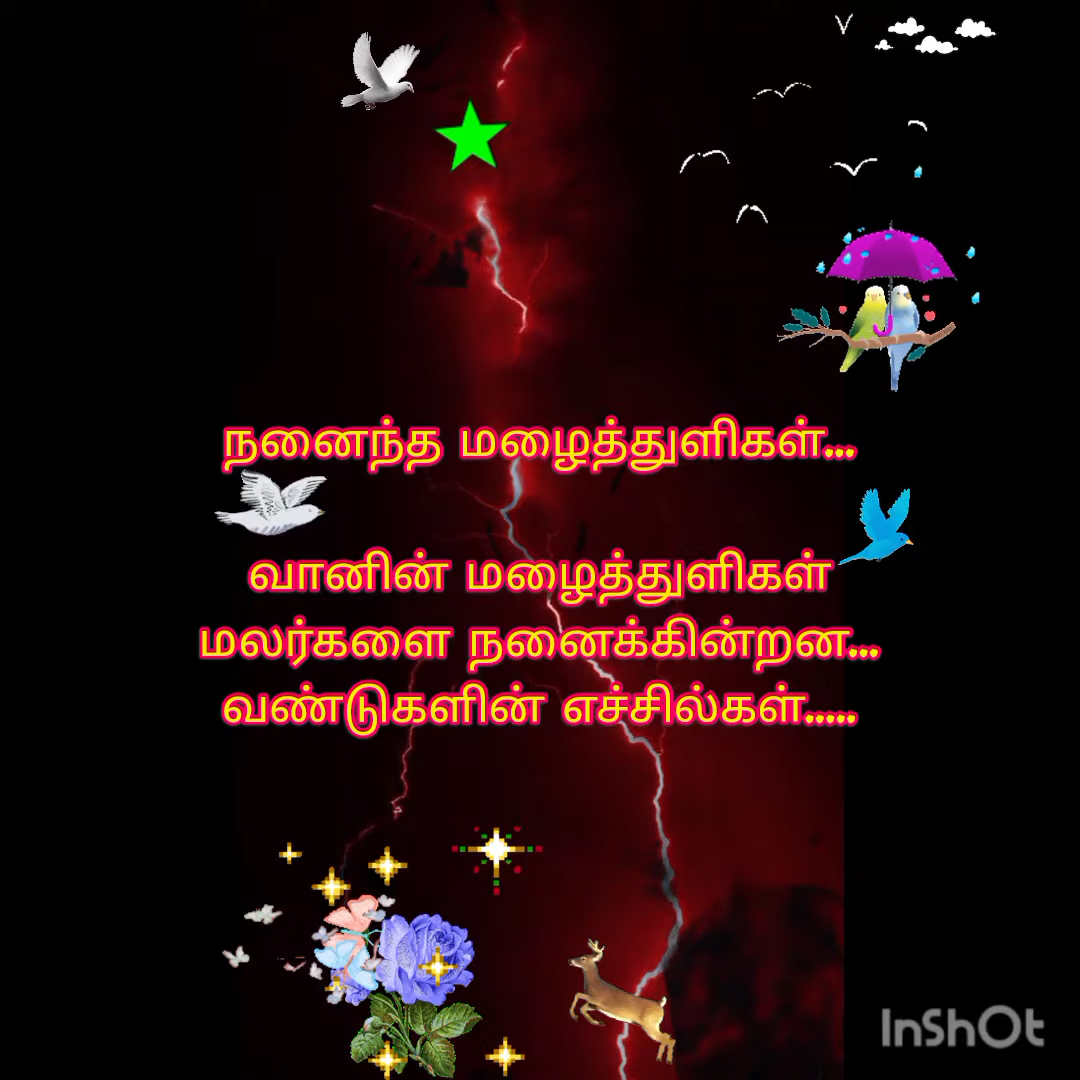 நனைந்த மழைத்துளிகள்...
வானின் மழைத்துளிகள்
மலர்களை நனைக்கின்றன...
வண்டுகளின் எச்சில்கள்.....
InShOt